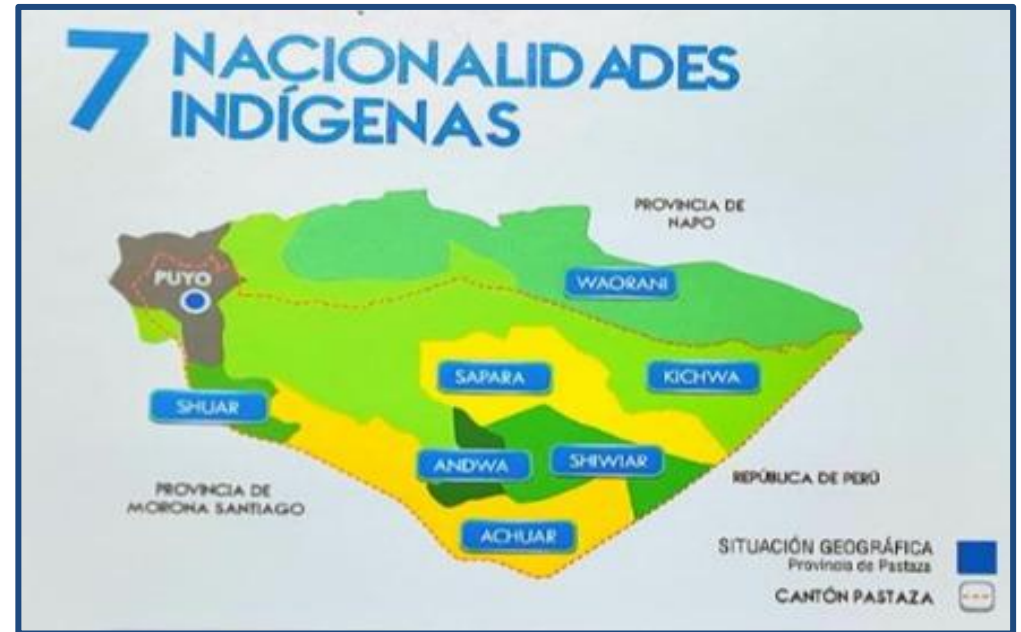 7 NACIONALIDADES
INDÍGENAS
PROVINCIA DE
NAPO
PUYO
WAORANI
SAPARA
KICHWA
SHUAR
ANDWA
SHIWIAR
REPÚBLICA DE PERÚ
PROVINCIA DE
MORONA SANTIAGO
ACHUAR
SITUACIÓN GEOGRÁFICA
Provincia de Pastaza
CANTÓN PASTAZA